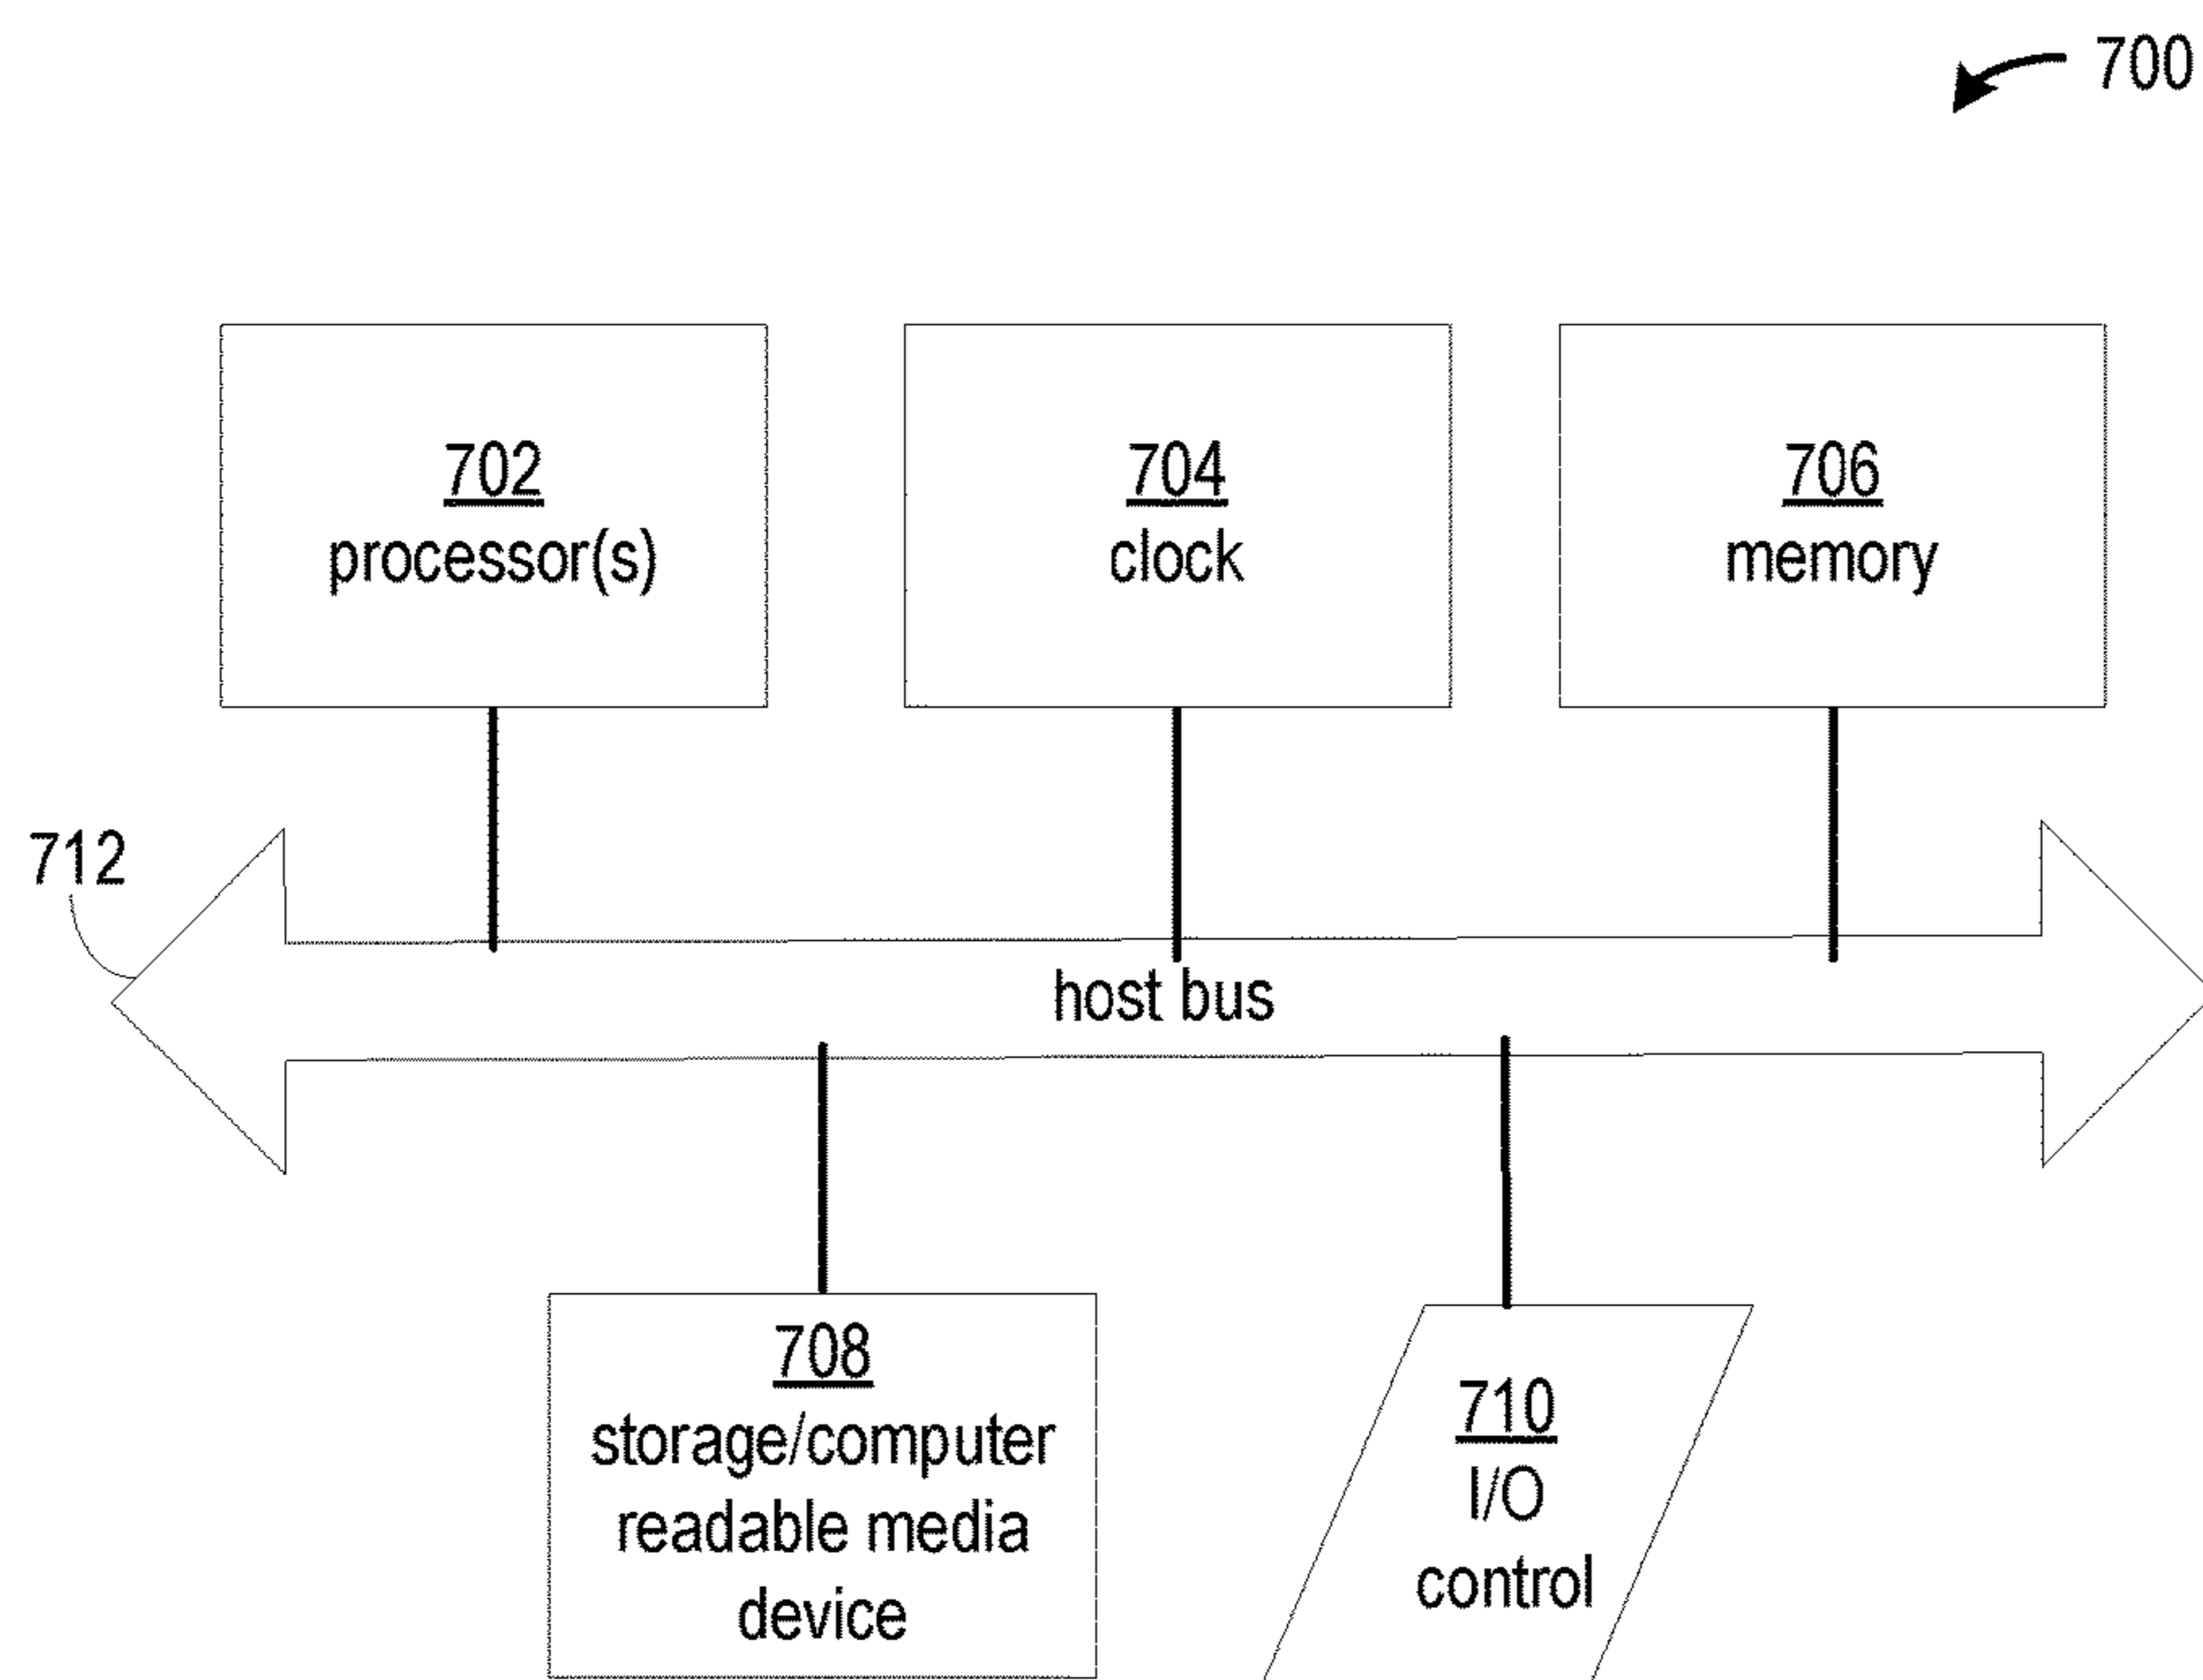 700
702
processor(s)
704
clock
706
memory
712
host bus
708
storage/computer
readable media
device
710
I/O
control